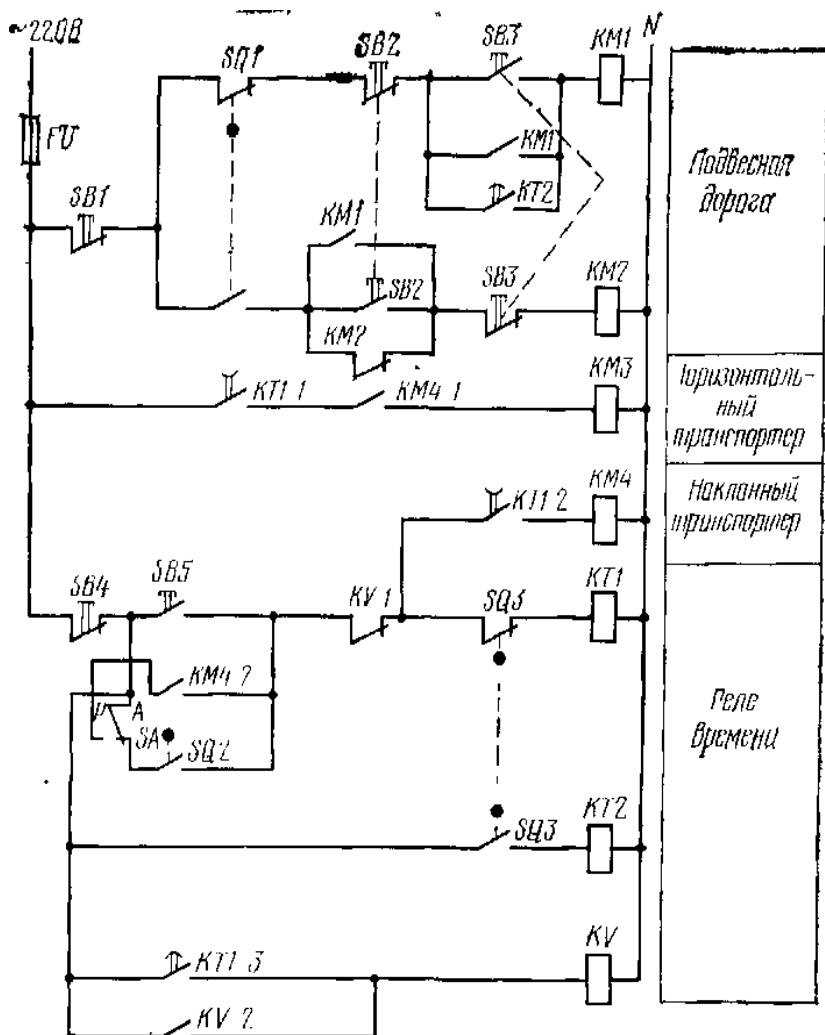 ~220В
SQ1
SB2
SB3
N
KM1
FU
SB1
KM1
KT2
Подвесная
дорога
KM1
SB2
SB3
KM2
KM2
KT1 1
KM4 1
KM3
Горизонталь-
ный
транспортер
KT1 2
KM4
Наклонный
транспортер
SB4
SB5
KV 1
SQ3
KT1
KM4 2
P
A
SA
SQ2
Реле
времени
SQ3
KT2
KT1 3
KV
KV 2